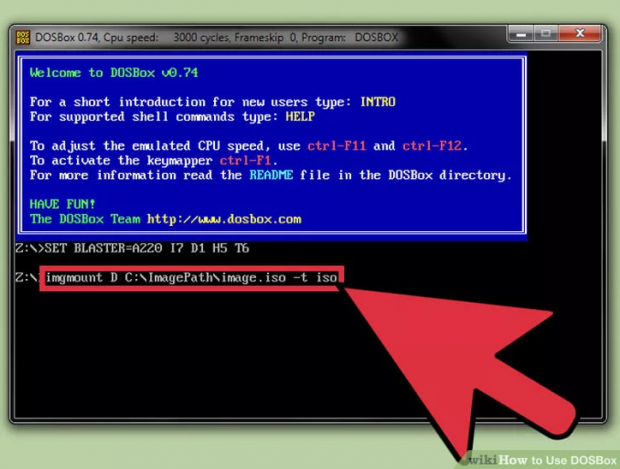 DOS
BOX
DOSBox 0.74, Cpu speed: 3000 cycles, Frameskip 0, Program: DOSBOX
Welcome to DOSBox v0.74
For a short introduction for new users type: INTRO
For supported shell commands type: HELP
To adjust the emulated CPU speed, use ctrl-F11 and ctrl-F12.
To activate the keymapper ctrl-F1.
For more information read the README file in the DOSBox directory.
HAVE FUN!
The DOSBox Team http://www.dosbox.com
Z:\>SET BLASTER=A220 I7 D1 H5 T6
Z:\>imgmount D C:\ImagePath\image.iso -t iso
wikiHow to Use DOSBox